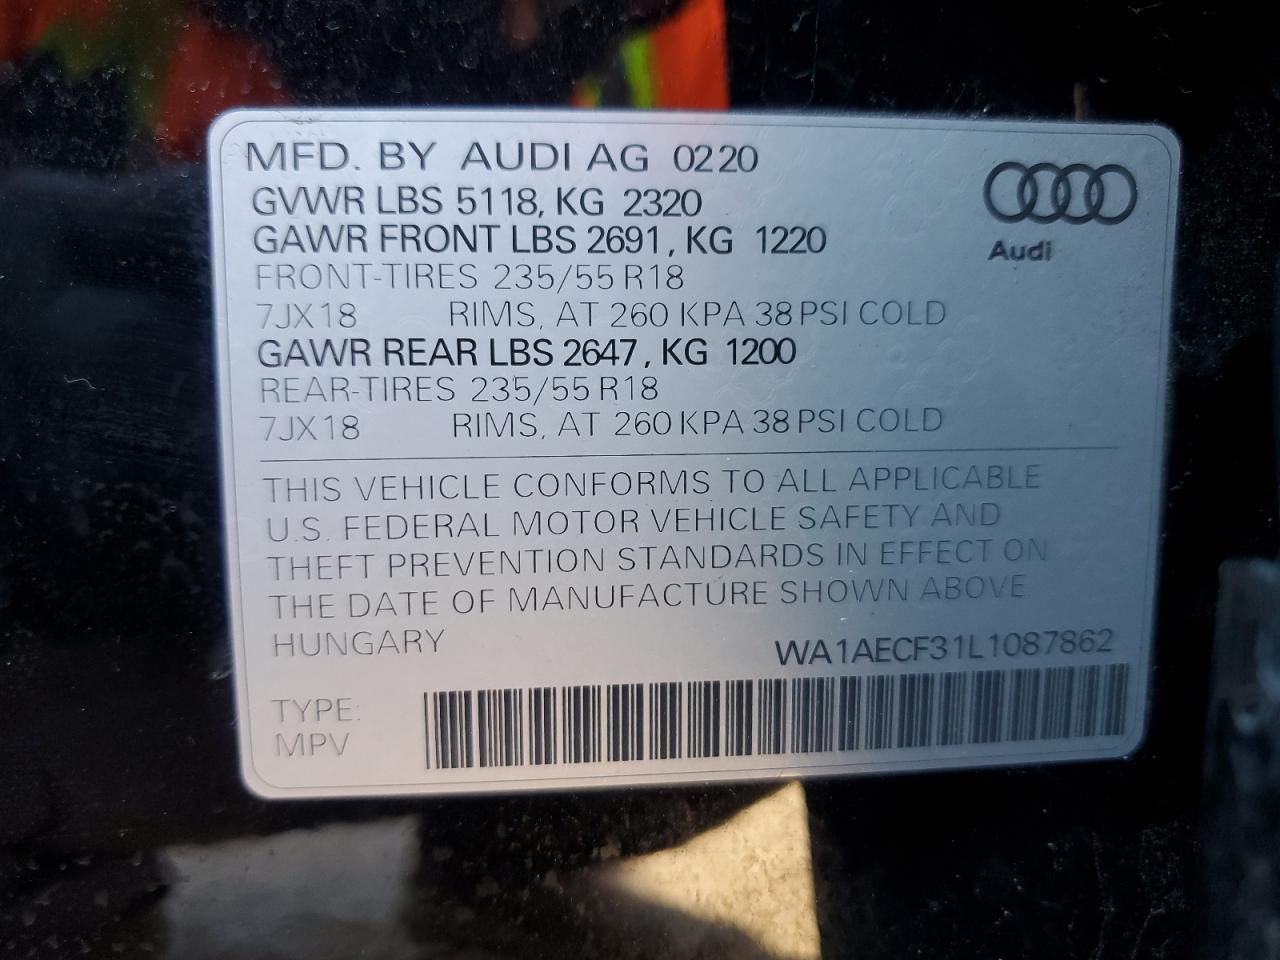 MFD. BY AUDI AG 0220
GVWR LBS 5118, KG 2320
GAWR FRONT LBS 2691, KG 1220
Audi
FRONT-TIRES 235/55 R18
7JX18 RIMS, AT 260 KPA 38 PSI COLD
GAWR REAR LBS 2647, KG 1200
REAR-TIRES 235/55 R18
7JX18 RIMS, AT 260 KPA 38 PSI COLD
THIS VEHICLE CONFORMS TO ALL APPLICABLE
U.S. FEDERAL MOTOR VEHICLE SAFETY AND
THEFT PREVENTION STANDARDS IN EFFECT ON
THE DATE OF MANUFACTURE SHOWN ABOVE
HUNGARY WA1AECF31L1087862
TYPE:
MPV